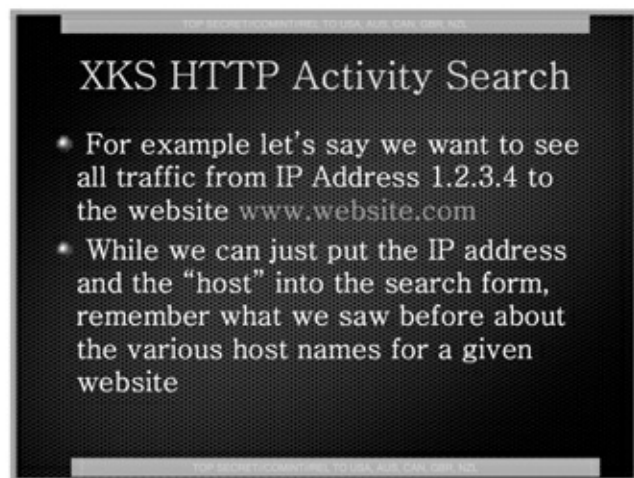 TOP SECRET//COMINT//REL TO USA, AUS, CAN, GBR, NZL
XKS HTTP Activity Search
For example let's say we want to see
all traffic from IP Address 1.2.3.4 to
the website www.website.com
While we can just put the IP address
and the “host” into the search form,
remember what we saw before about
the various host names for a given
website
TOP SECRET//COMINT//REL TO USA, AUS, CAN, GBR, NZL